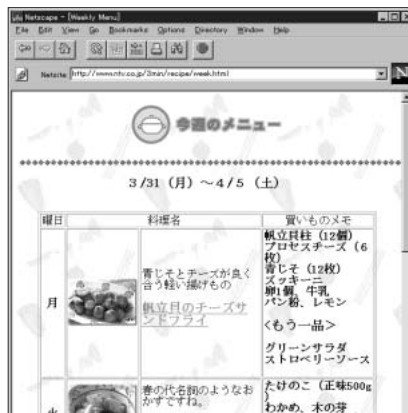 Netscape - [Weekly Menu]
File Edit View Go Bookmarks Options Directory Window Help
Netsite: http://www.ntv.co.jp/3min/recipe/week.html
N
今週のメニュー
3/31 (月) ～4/5 (土)
曜日 料理名 買いものメモ
月
青じそとチーズが良く
合う軽い揚げもの
帆立貝のチーズサ
ンドフライ
帆立貝柱 (12個)
プロセスチーズ (6
枚)
青じそ (12枚)
ズッキーニ
卵1個、牛乳
パン粉、レモン
<もう一品>
グリーンサラダ
ストロベリーソース
火
春の代名詞のようなお
かずですね。
たけのこ (正味500g
)
わかめ、木の芽